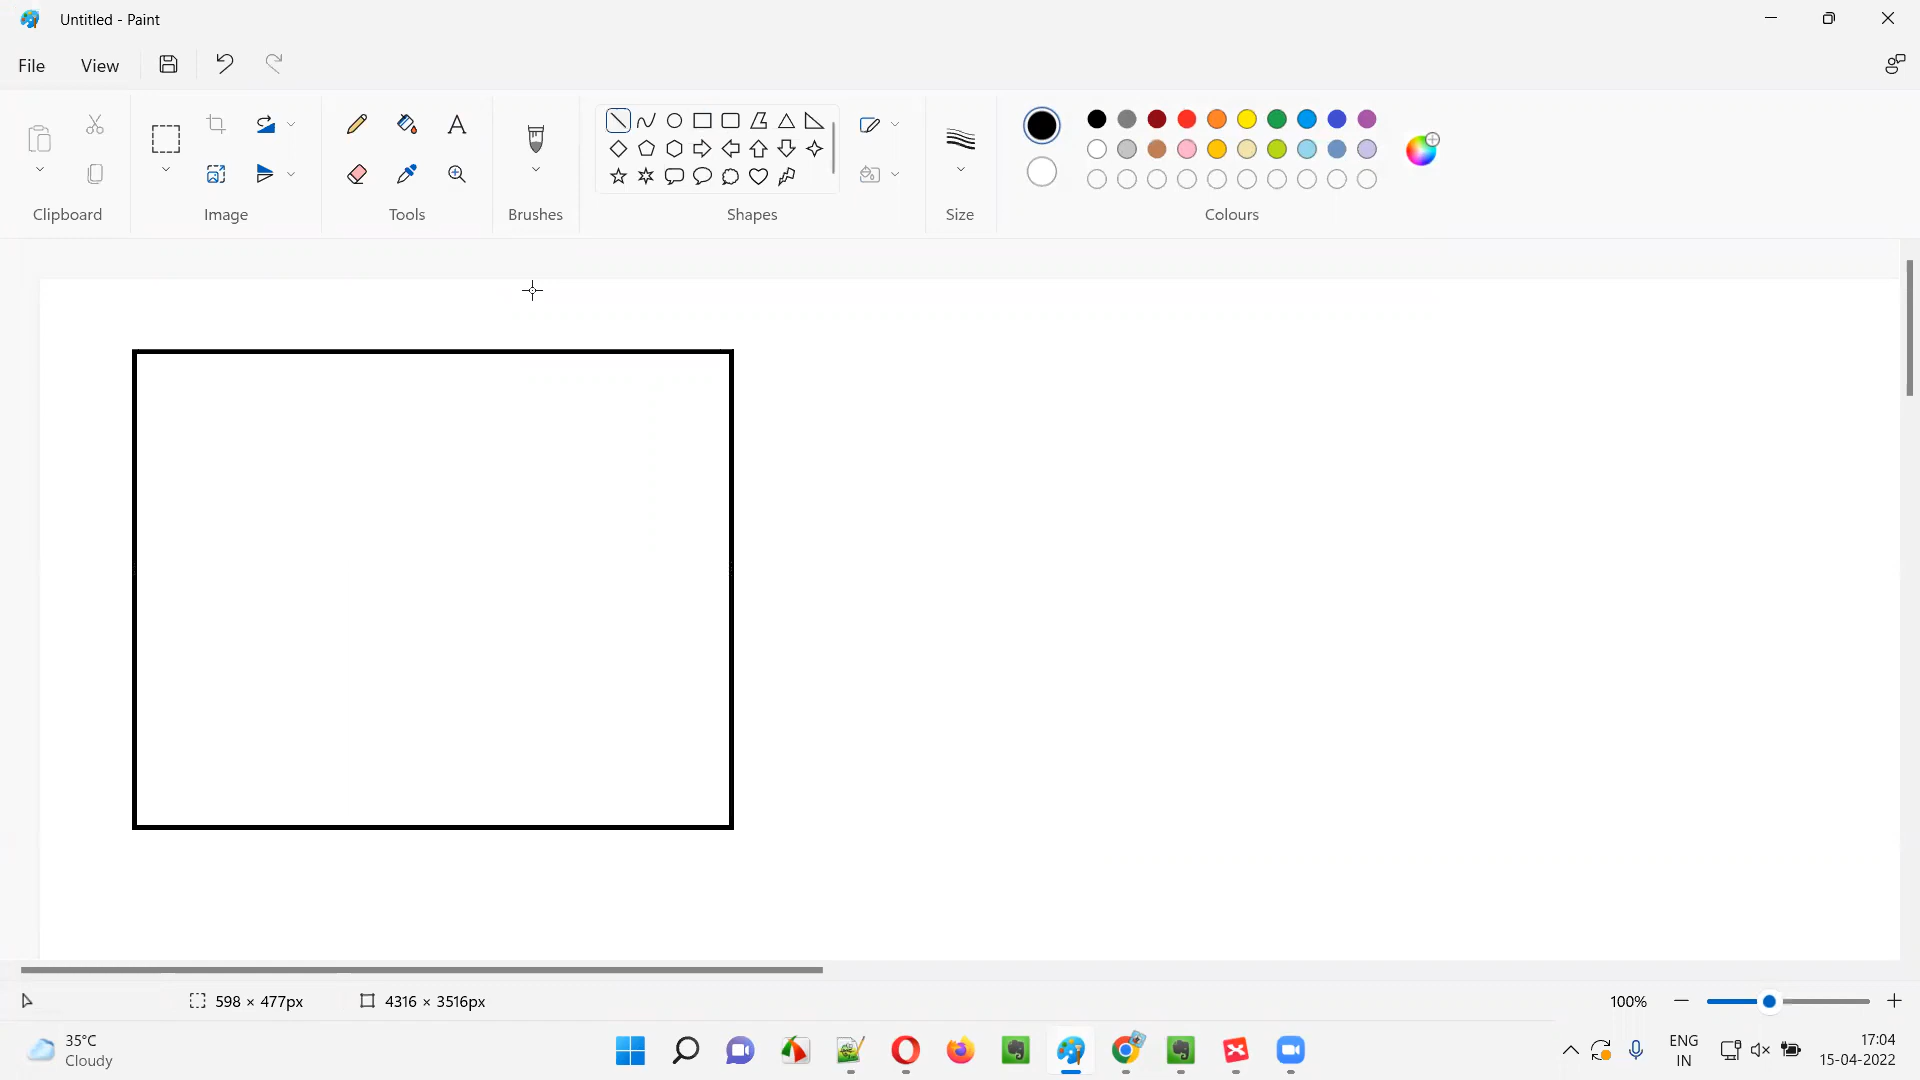 Untitled - Paint
File View
Clipboard
Image
Tools
Brushes
Shapes
Size
Colours
598 × 477px
4316 × 3516px
100%
35°C
Cloudy
ENG
IN
17:04
15-04-2022